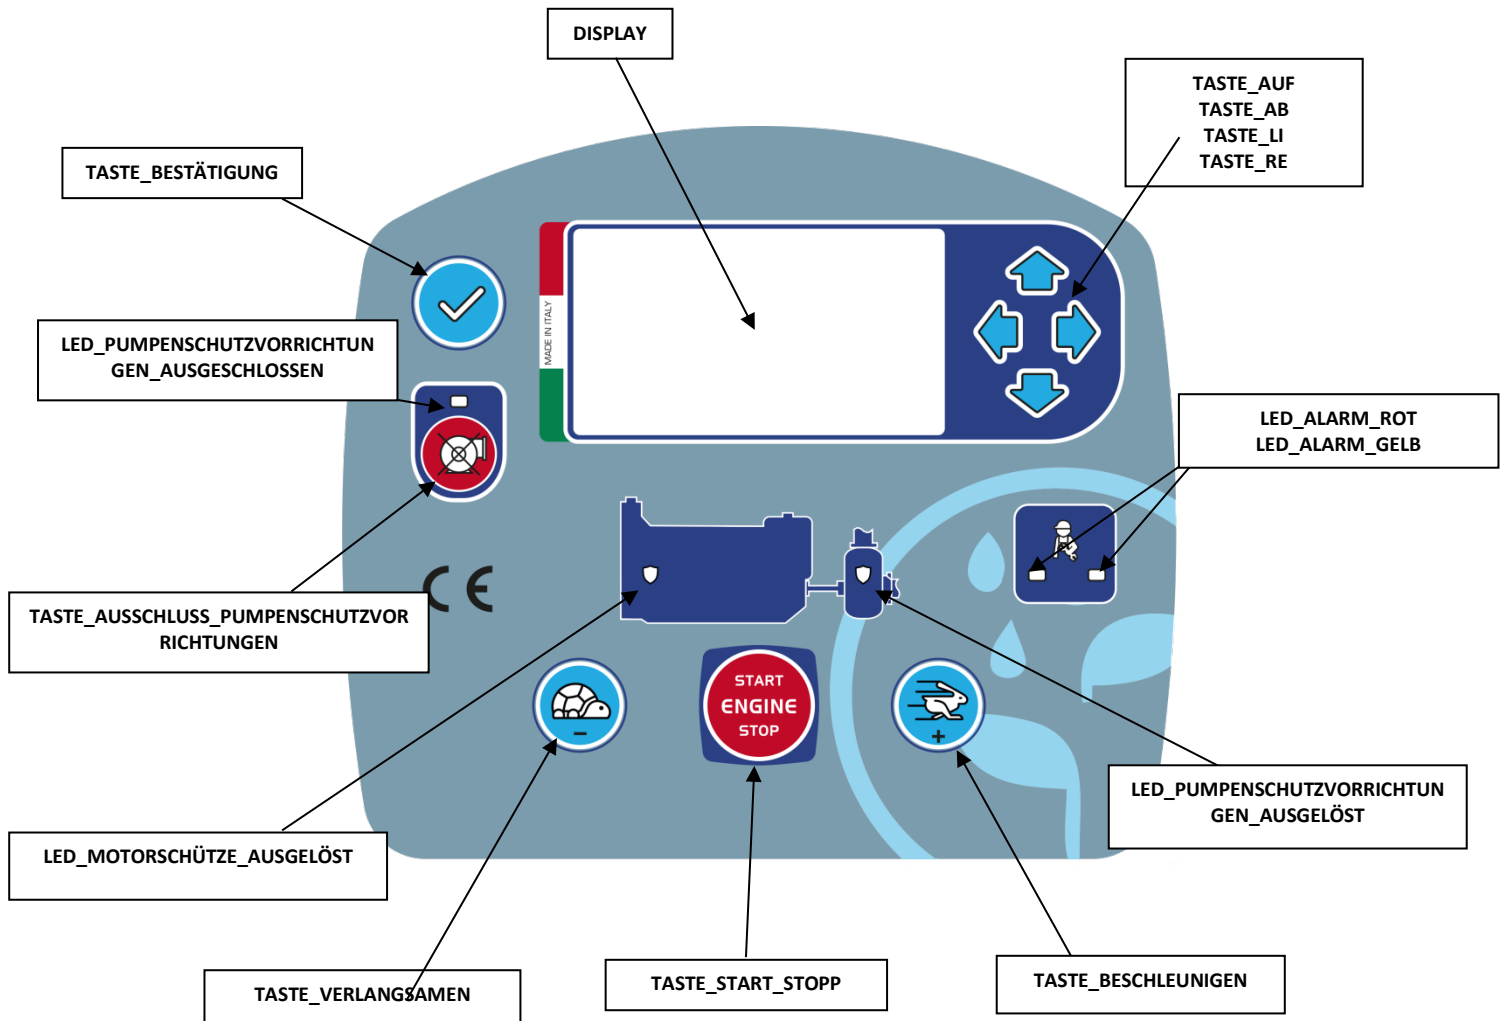 DISPLAY
TASTE_AUF
TASTE_AB
TASTE_LI
TASTE_RE
TASTE_BESTÄTIGUNG
MADE IN ITALY
LED_PUMPENSCHUTZVORRICHTUN
GEN_AUSGESCHLOSSEN
LED_ALARM_ROT
LED_ALARM_GELB
CE
TASTE_AUSSCHLUSS_PUMPENSCHUTZVOR
RICHTUNGEN
START
ENGINE
STOP
-
+
LED_PUMPENSCHUTZVORRICHTUN
GEN_AUSGELÖST
LED_MOTORSCHÜTZE_AUSGELÖST
TASTE_VERLANGSAMEN
TASTE_START_STOPP
TASTE_BESCHLEUNIGEN